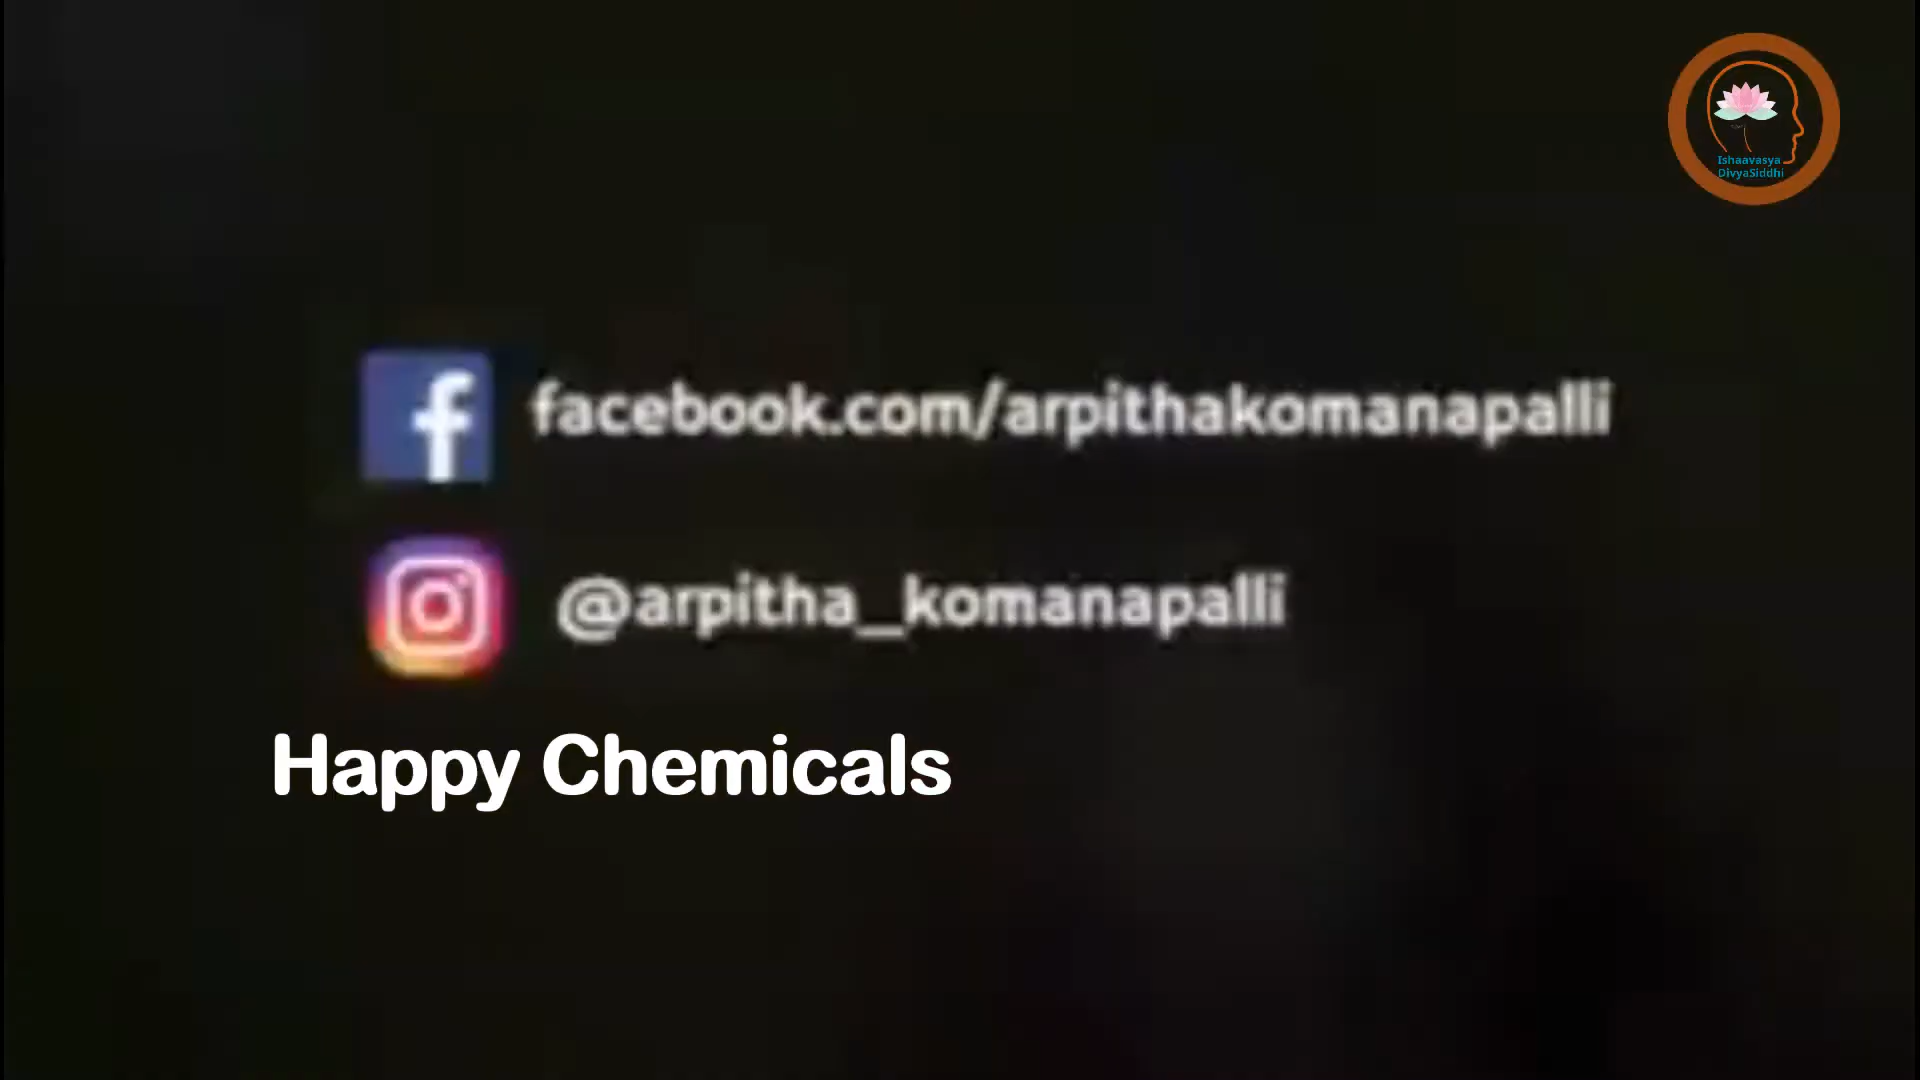 Ishaavasya
DivyaSiddhi
facebook.com/arpithakomanapalli
@arpitha_komanapalli
Happy Chemicals